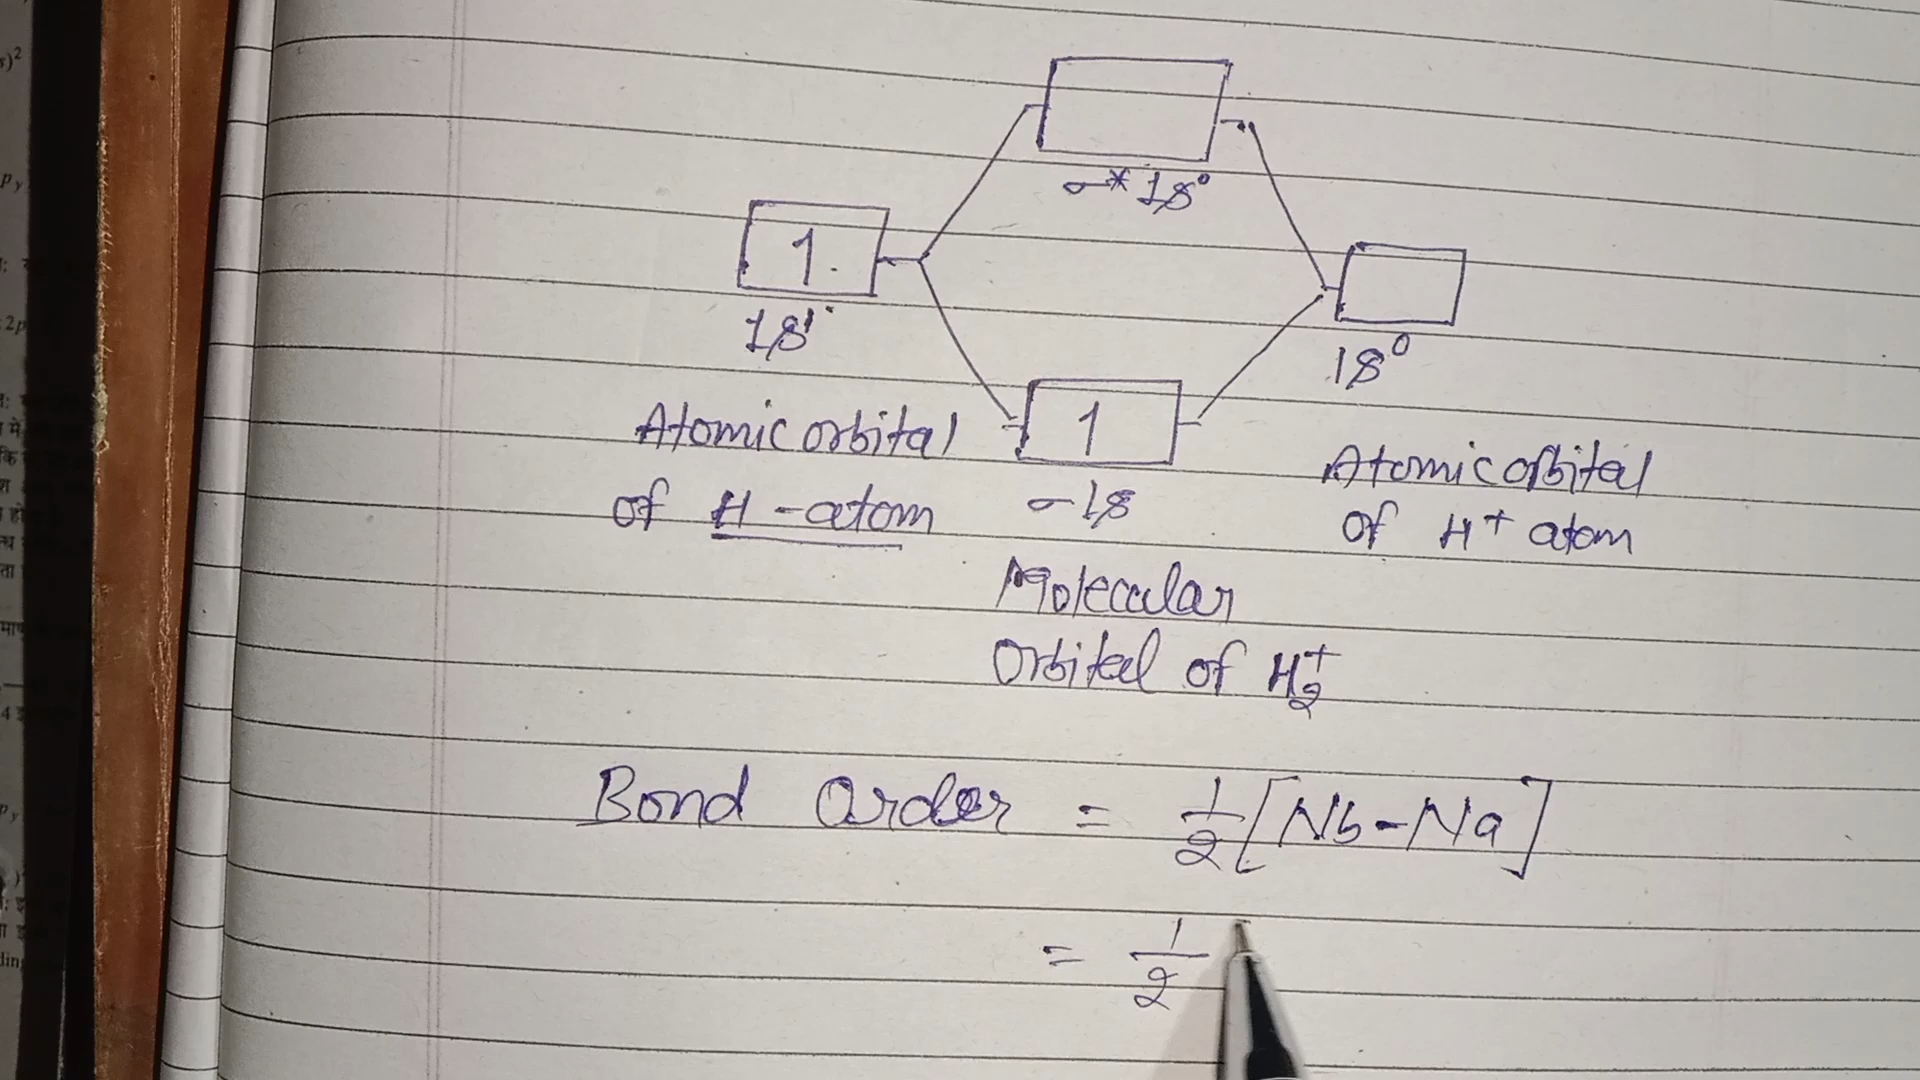 σ*1s⁰
1
1s¹
1s⁰
1
Atomic orbital
of H-atom
σ1s
Atomic orbital
of H⁺ atom
Molecular
Orbital of H₂⁺
Bond Order = 1/2 [Nb-Na]
= 1/2